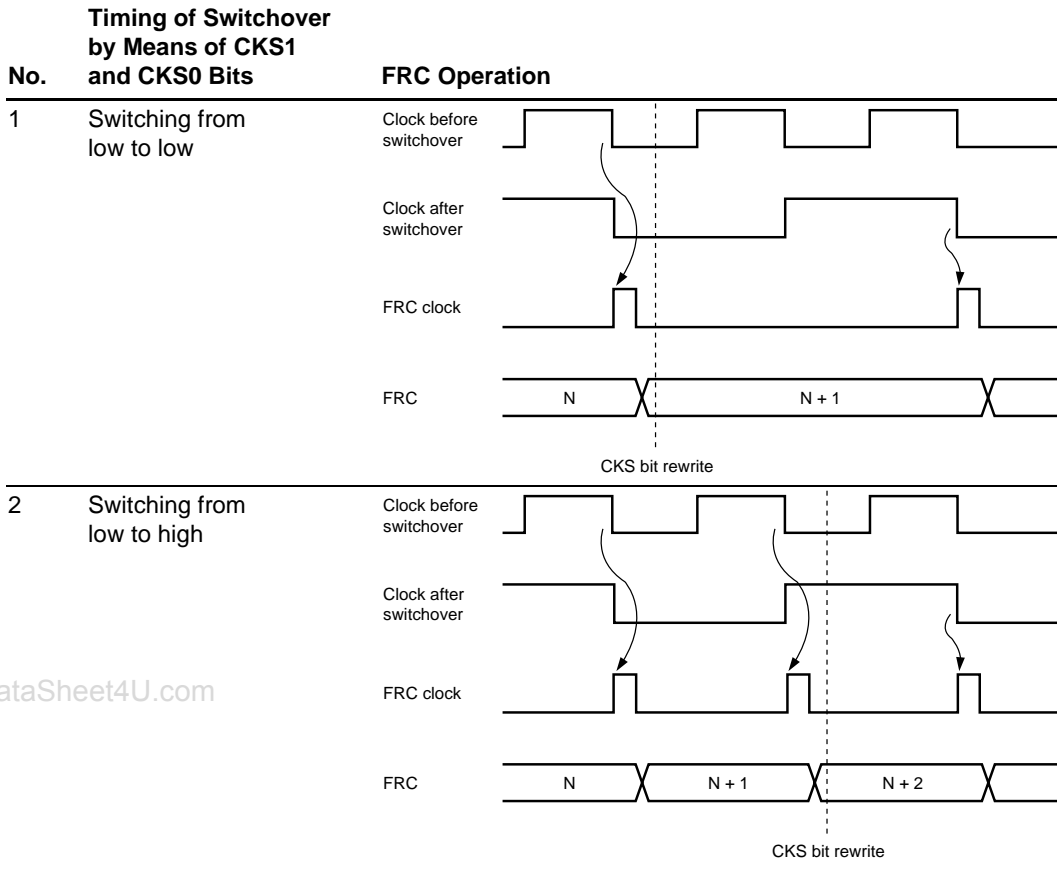 Timing of Switchover
by Means of CKS1
No. and CKS0 Bits FRC Operation
1 Switching from
low to low
Clock before
switchover
Clock after
switchover
FRC clock
FRC N N + 1
CKS bit rewrite
2 Switching from
low to high
Clock before
switchover
Clock after
switchover
ataSheet4U.com
FRC clock
FRC N N + 1 N + 2
CKS bit rewrite